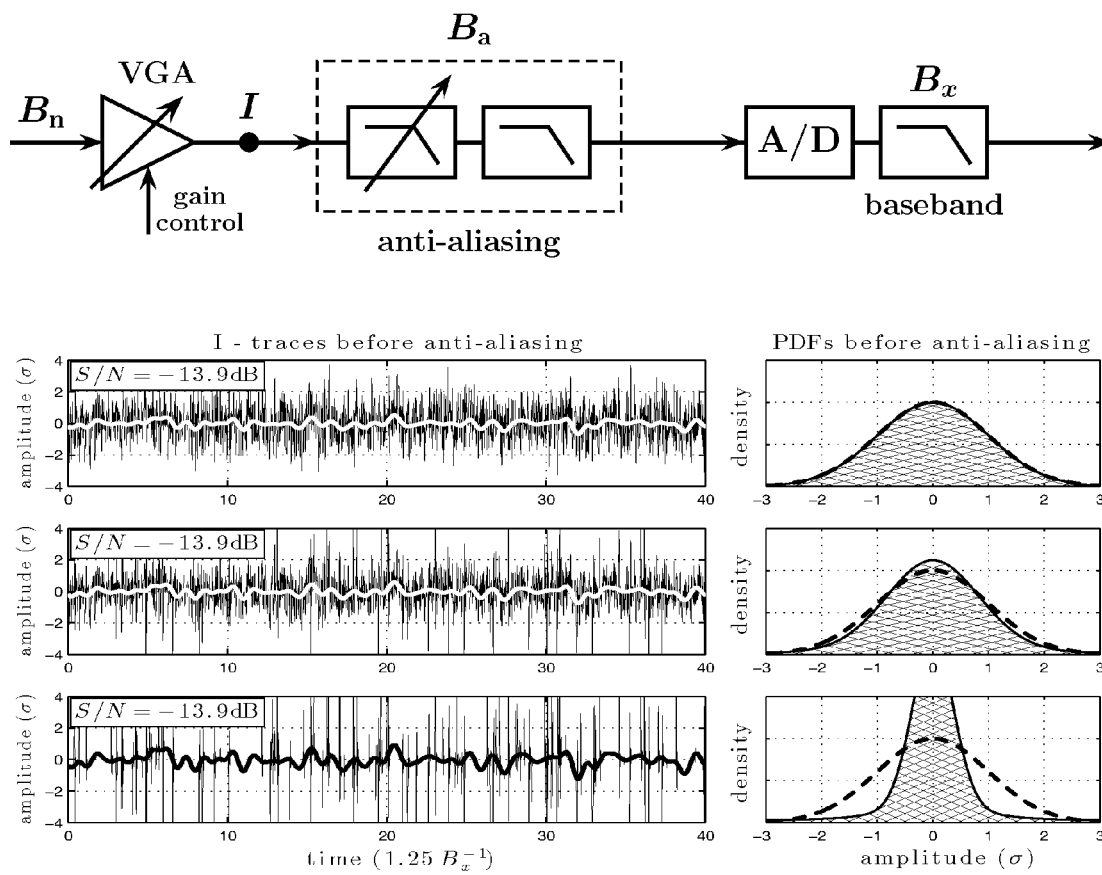 B_a
VGA
B_n
I
B_x
A/D
gain
control
anti-aliasing
baseband
I - traces before anti-aliasing
PDFs before anti-aliasing
amplitude (σ)
4
2
0
−2
−4
S/N = −13.9dB
0
10
20
30
40
density
−3
−2
−1
0
1
2
3
amplitude (σ)
4
2
0
−2
−4
S/N = −13.9dB
0
10
20
30
40
density
−3
−2
−1
0
1
2
3
amplitude (σ)
4
2
0
−2
−4
S/N = −13.9dB
0
10
20
30
40
time (1.25 B_x^{-1})
density
−3
−2
−1
0
1
2
3
amplitude (σ)